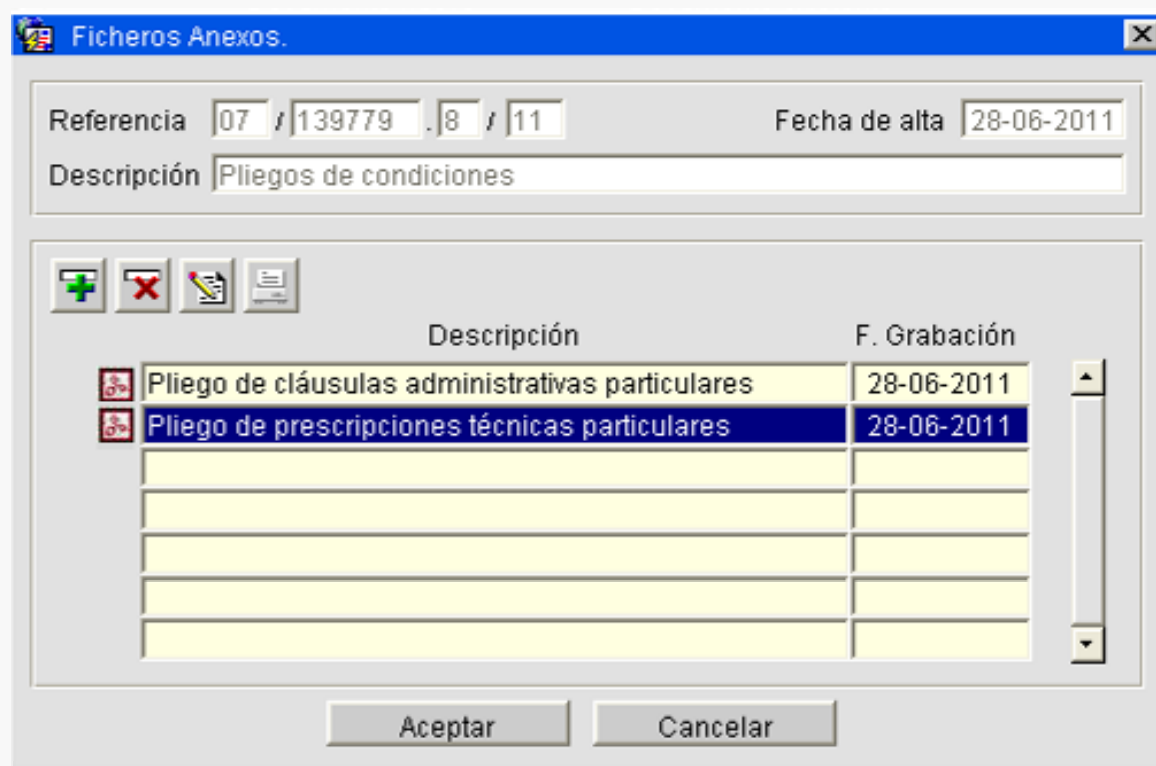 Ficheros Anexos.
Referencia 07 / 139779 . 8 / 11 Fecha de alta 28-06-2011
Descripción Pliegos de condiciones
Descripción F. Grabación
Pliego de cláusulas administrativas particulares 28-06-2011
Pliego de prescripciones técnicas particulares 28-06-2011
Aceptar Cancelar